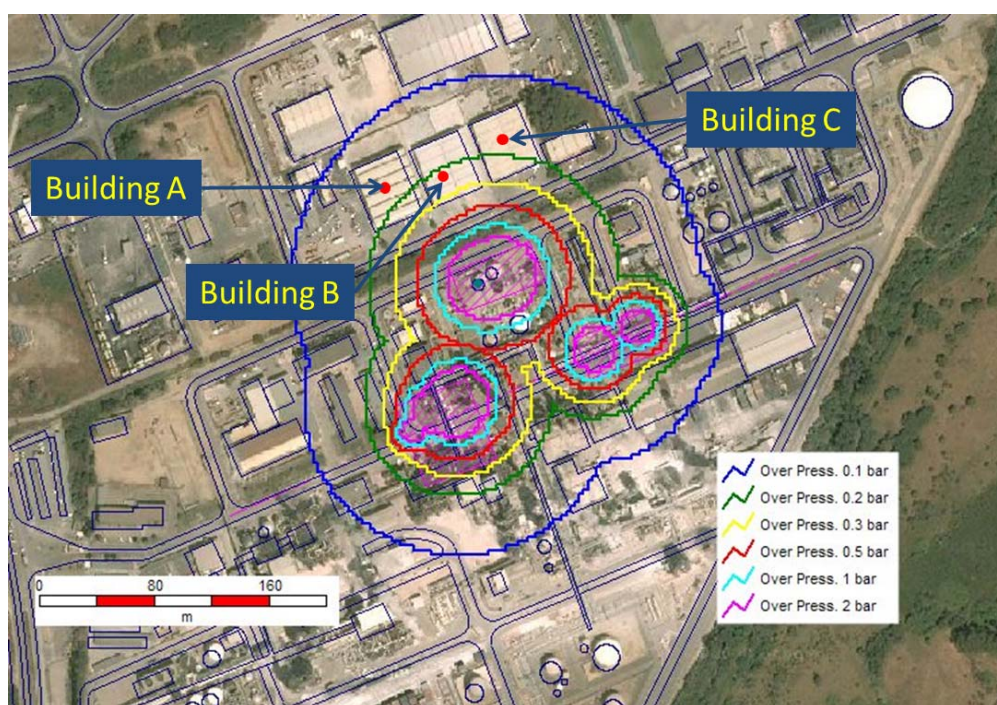 Building C
Building A
Building B
Over Press. 0.1 bar
Over Press. 0.2 bar
Over Press. 0.3 bar
Over Press. 0.5 bar
Over Press. 1 bar
Over Press. 2 bar
0 80 160
m